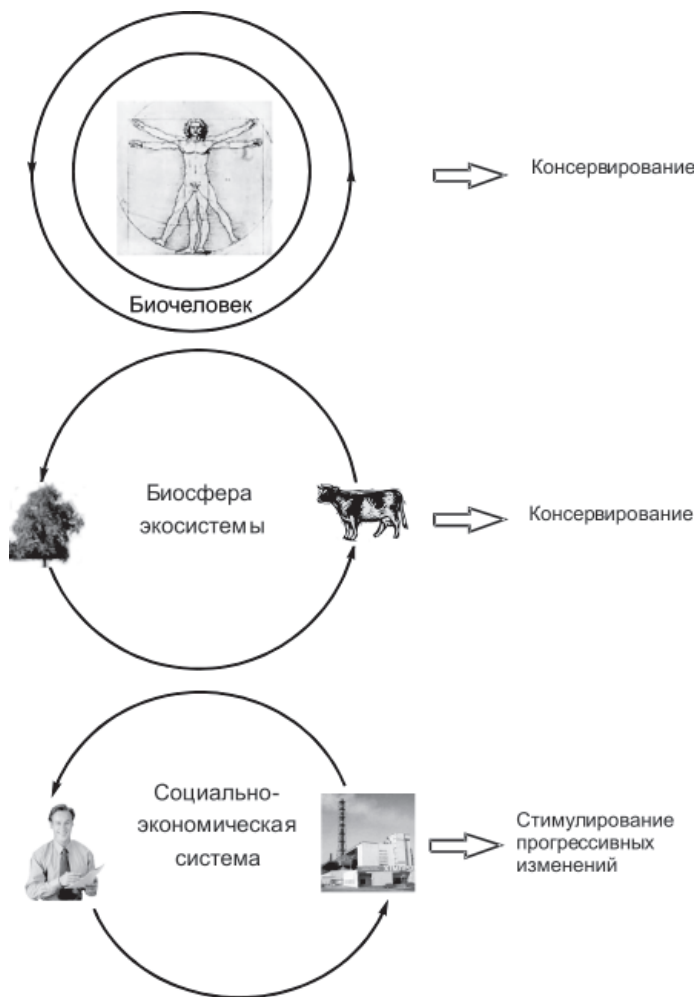 Консервирование
Биочеловек
Биосфера
экосистемы
Консервирование
Социально-
экономическая
система
Стимулирование
прогрессивных
изменений